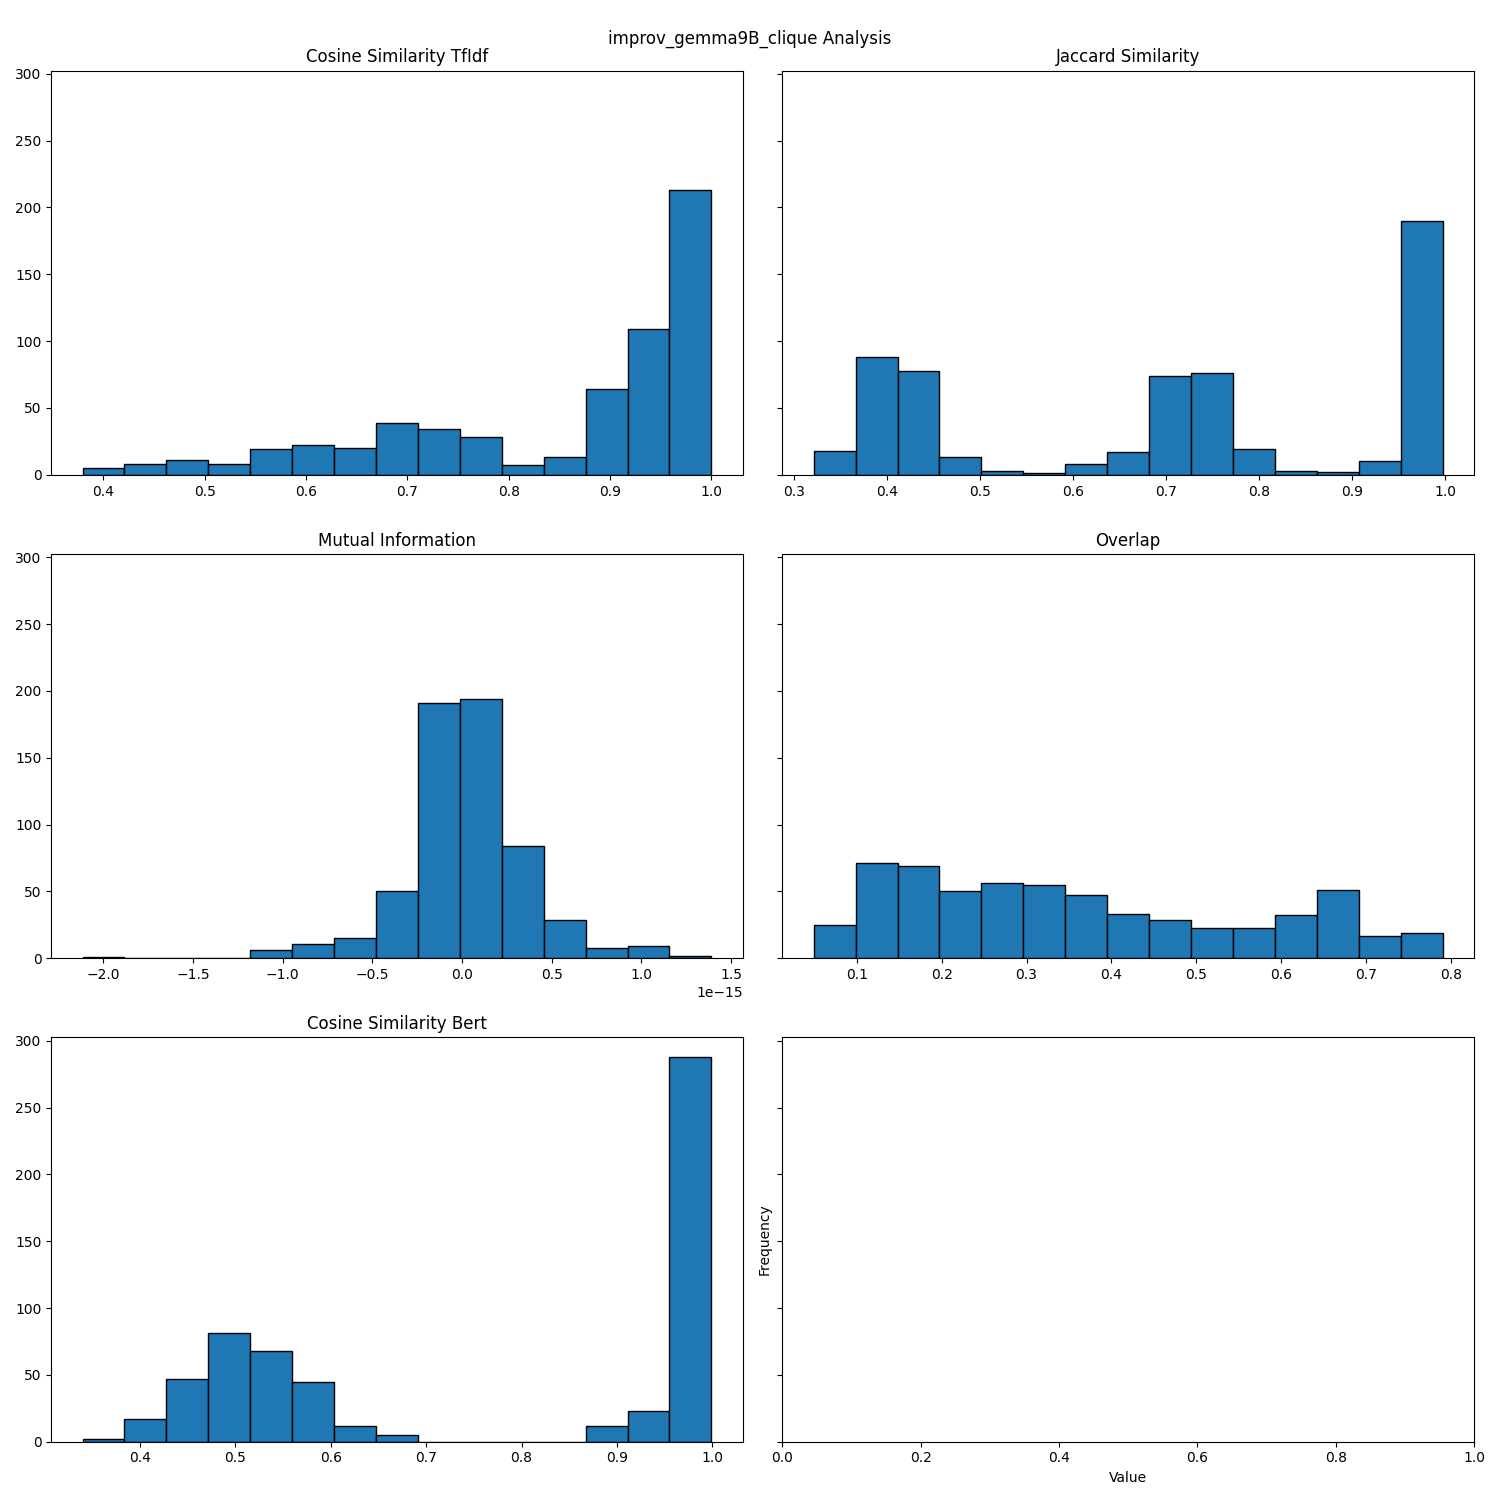 improv_gemma9B_clique Analysis
Cosine Similarity TfIdf
Jaccard Similarity
300
250
200
150
100
50
0
0.4 0.5 0.6 0.7 0.8 0.9 1.0
0.3 0.4 0.5 0.6 0.7 0.8 0.9 1.0
Mutual Information
Overlap
300
250
200
150
100
50
0
−2.0 −1.5 −1.0 −0.5 0.0 0.5 1.0 1.5
1e−15
0.1 0.2 0.3 0.4 0.5 0.6 0.7 0.8
Cosine Similarity Bert
300
250
200
150
100
50
0
0.4 0.5 0.6 0.7 0.8 0.9 1.0
Frequency
0.0 0.2 0.4 0.6 0.8 1.0
Value